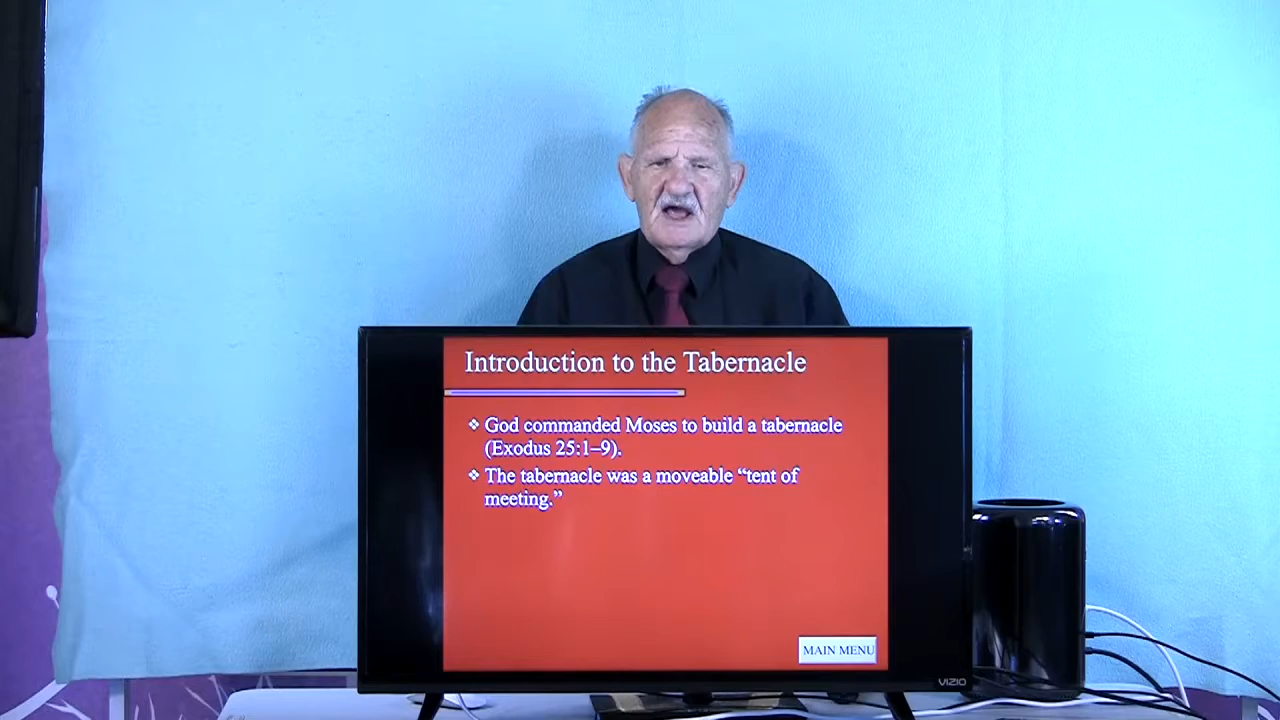 Introduction to the Tabernacle
❖ God commanded Moses to build a tabernacle
(Exodus 25:1–9).
❖ The tabernacle was a moveable “tent of
meeting.”
MAIN MENU
VIZIO